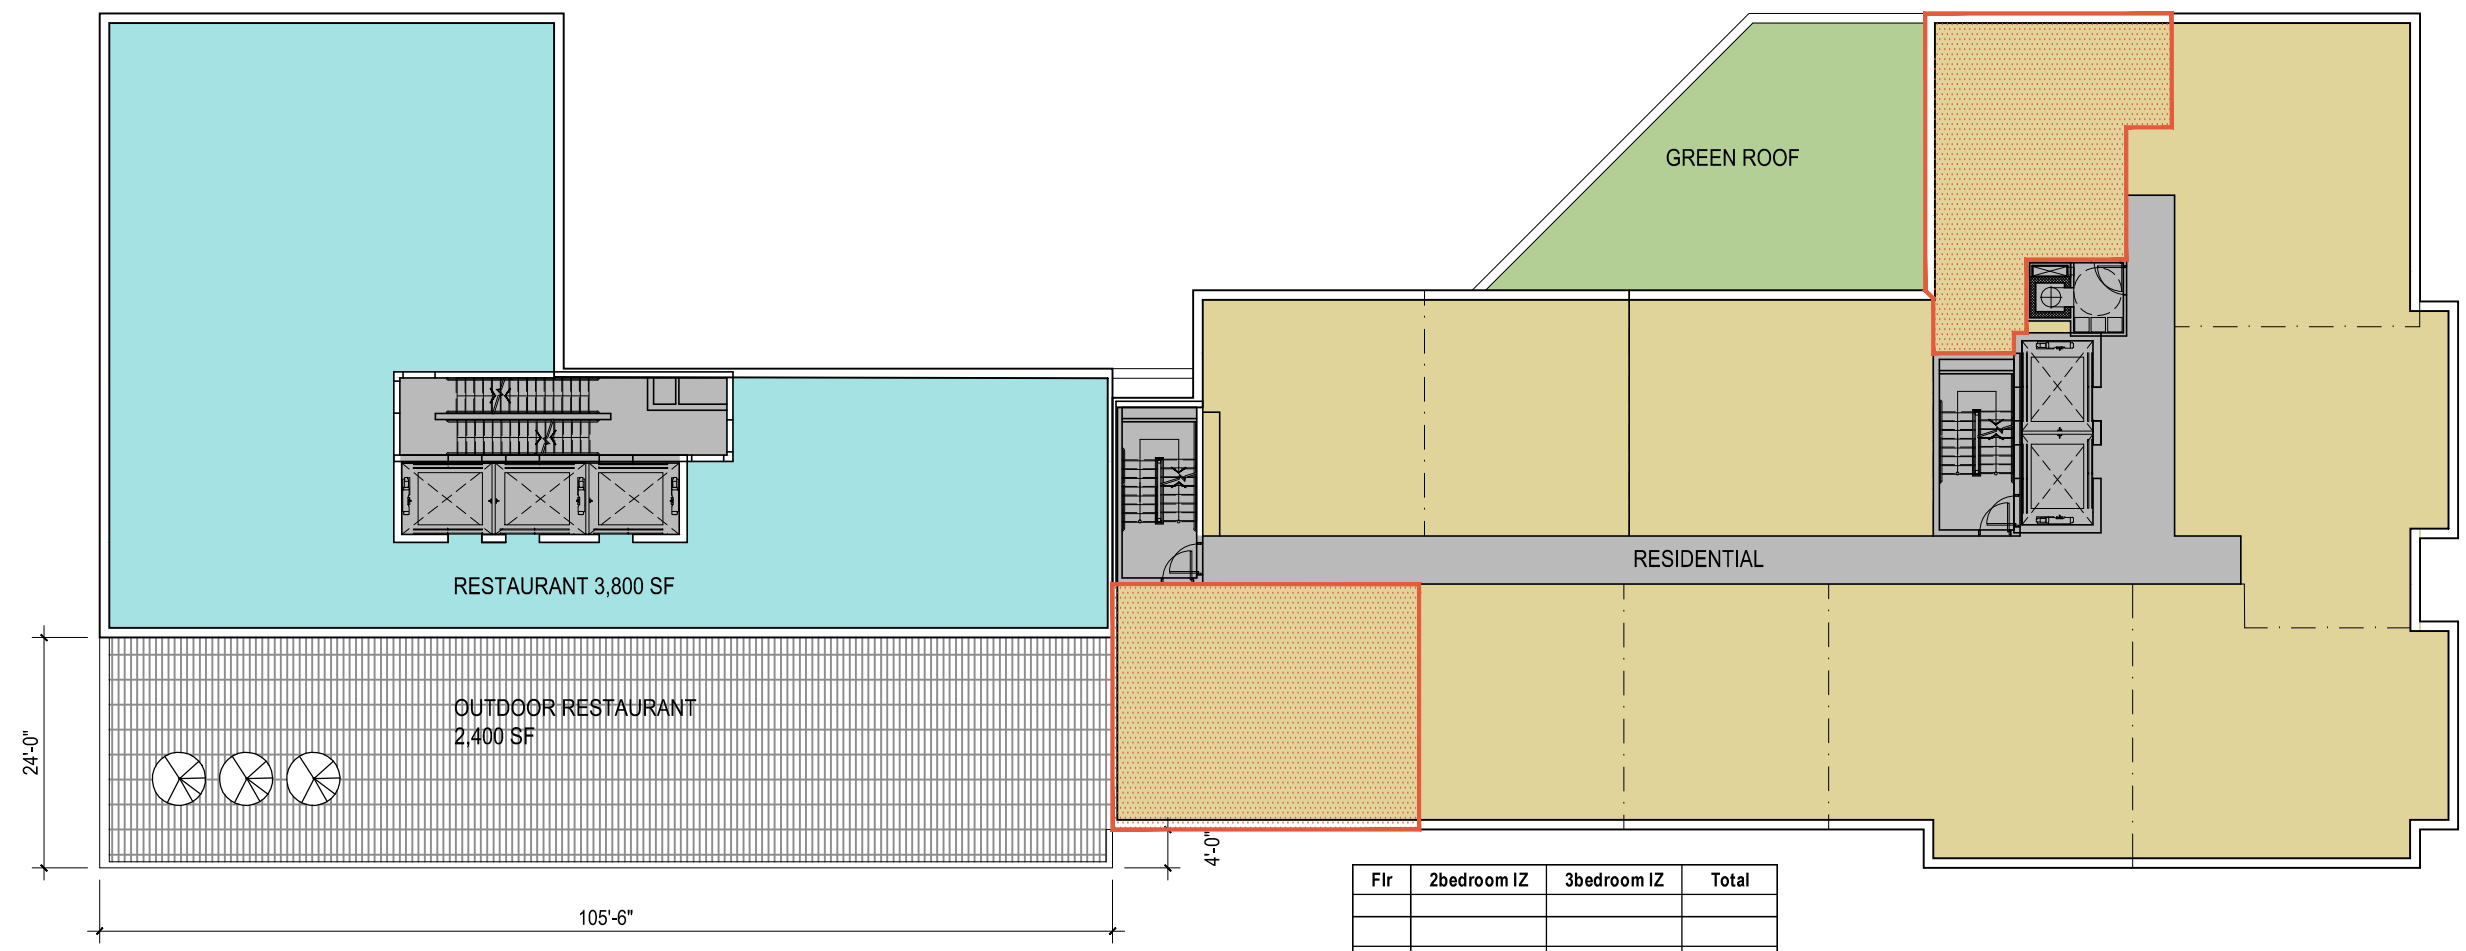 GREEN ROOF
RESIDENTIAL
RESTAURANT 3,800 SF
OUTDOOR RESTAURANT
2,400 SF
24'-0"
4'-0"
105'-6"
Flr 2bedroom IZ 3bedroom IZ Total